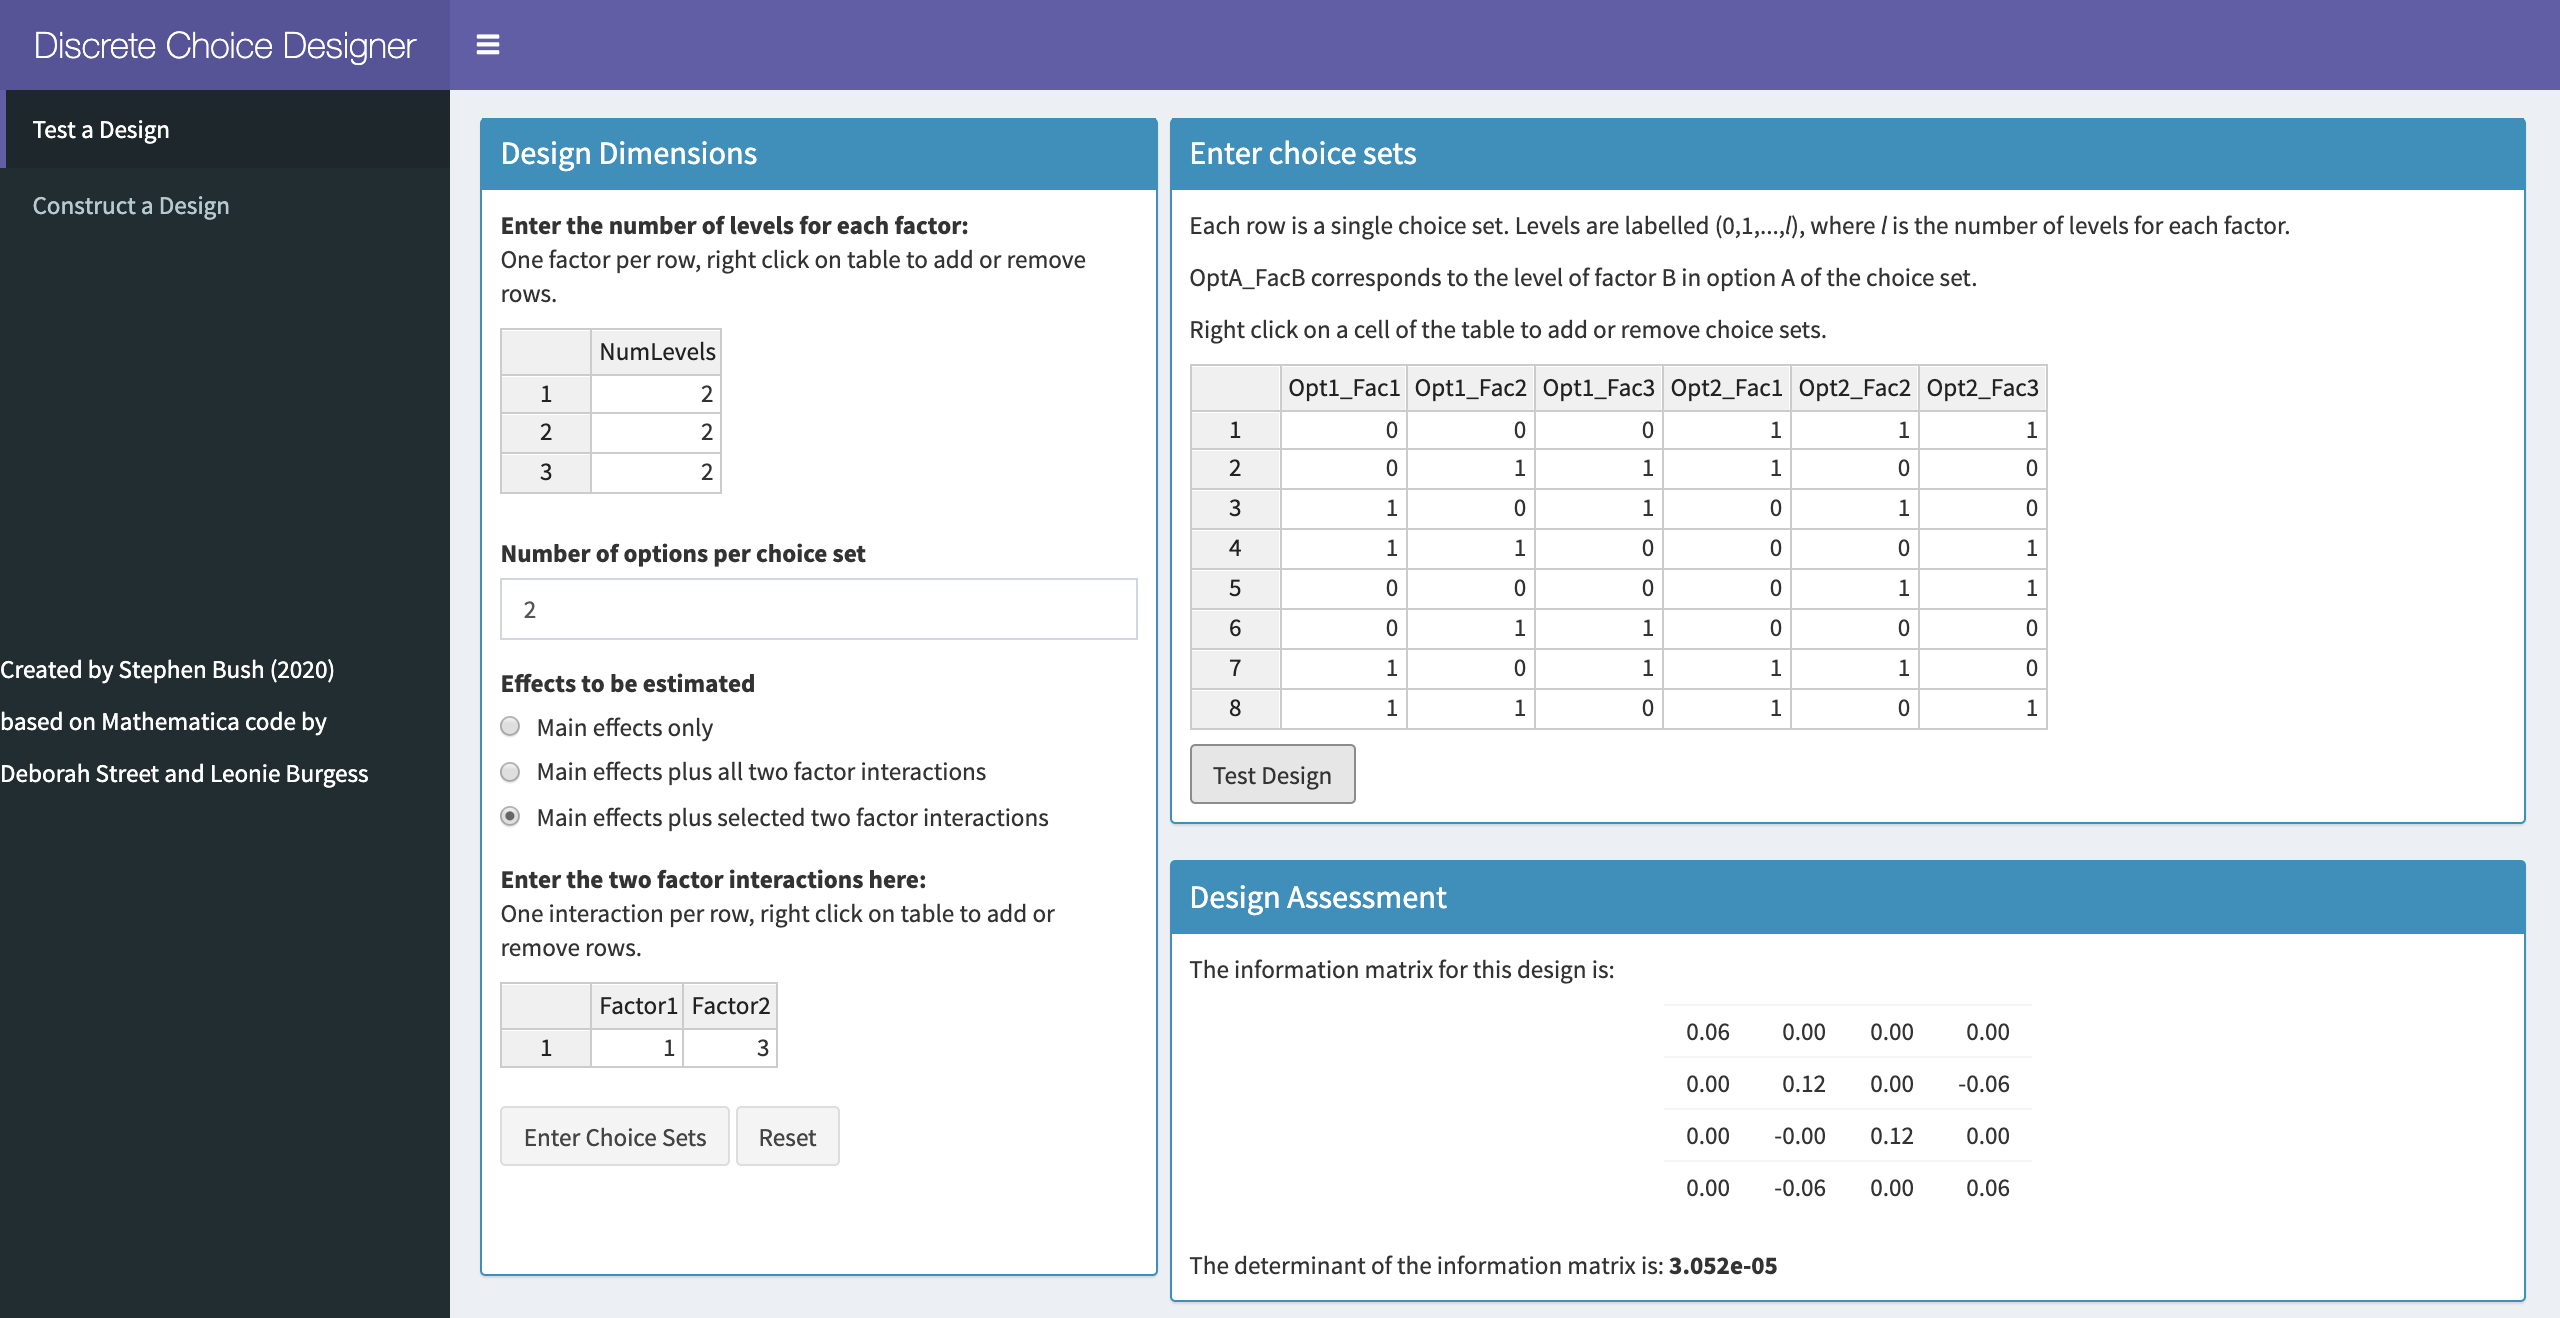 Discrete Choice Designer
Test a Design
Construct a Design
Created by Stephen Bush (2020)
based on Mathematica code by
Deborah Street and Leonie Burgess
Design Dimensions
Enter the number of levels for each factor:
One factor per row, right click on table to add or remove
rows.
NumLevels
1 2
2 2
3 2
Number of options per choice set
2
Effects to be estimated
Main effects only
Main effects plus all two factor interactions
Main effects plus selected two factor interactions
Enter the two factor interactions here:
One interaction per row, right click on table to add or
remove rows.
Factor1 Factor2
1 1 3
Enter Choice Sets Reset
Enter choice sets
Each row is a single choice set. Levels are labelled (0,1,...,l), where l is the number of levels for each factor.
OptA_FacB corresponds to the level of factor B in option A of the choice set.
Right click on a cell of the table to add or remove choice sets.
Opt1_Fac1 Opt1_Fac2 Opt1_Fac3 Opt2_Fac1 Opt2_Fac2 Opt2_Fac3
1 0 0 0 1 1 1
2 0 1 1 1 0 0
3 1 0 1 0 1 0
4 1 1 0 0 0 1
5 0 0 0 0 1 1
6 0 1 1 0 0 0
7 1 0 1 1 1 0
8 1 1 0 1 0 1
Test Design
Design Assessment
The information matrix for this design is:
0.06 0.00 0.00 0.00
0.00 0.12 0.00 -0.06
0.00 -0.00 0.12 0.00
0.00 -0.06 0.00 0.06
The determinant of the information matrix is: 3.052e-05